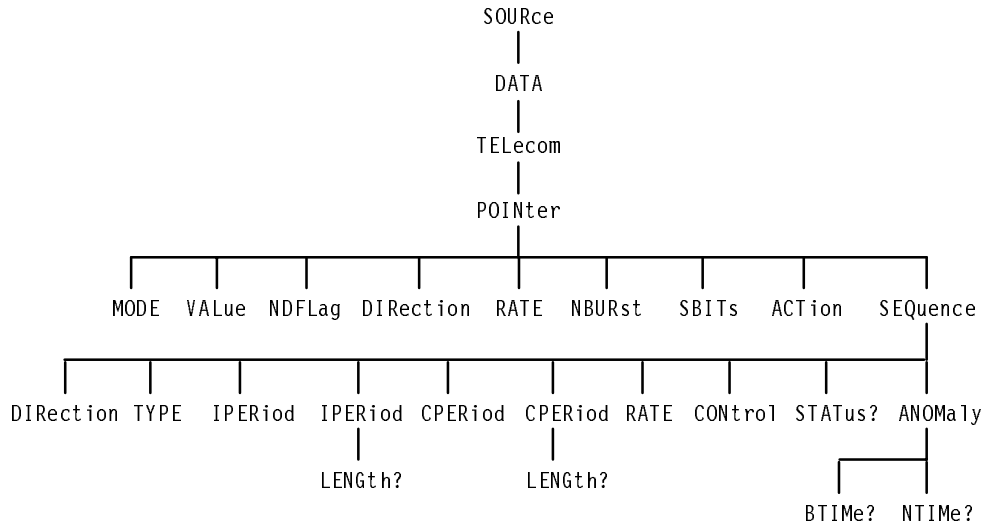 SOURce
DATA
TELecom
POINter
MODE VALue NDFLag DIRection RATE NBURst SBITs ACTion SEQuence
DIRection TYPE IPERiod IPERiod CPERiod CPERiod RATE CONtrol STATus? ANOMaly
LENGth? LENGth?
BTIMe? NTIMe?